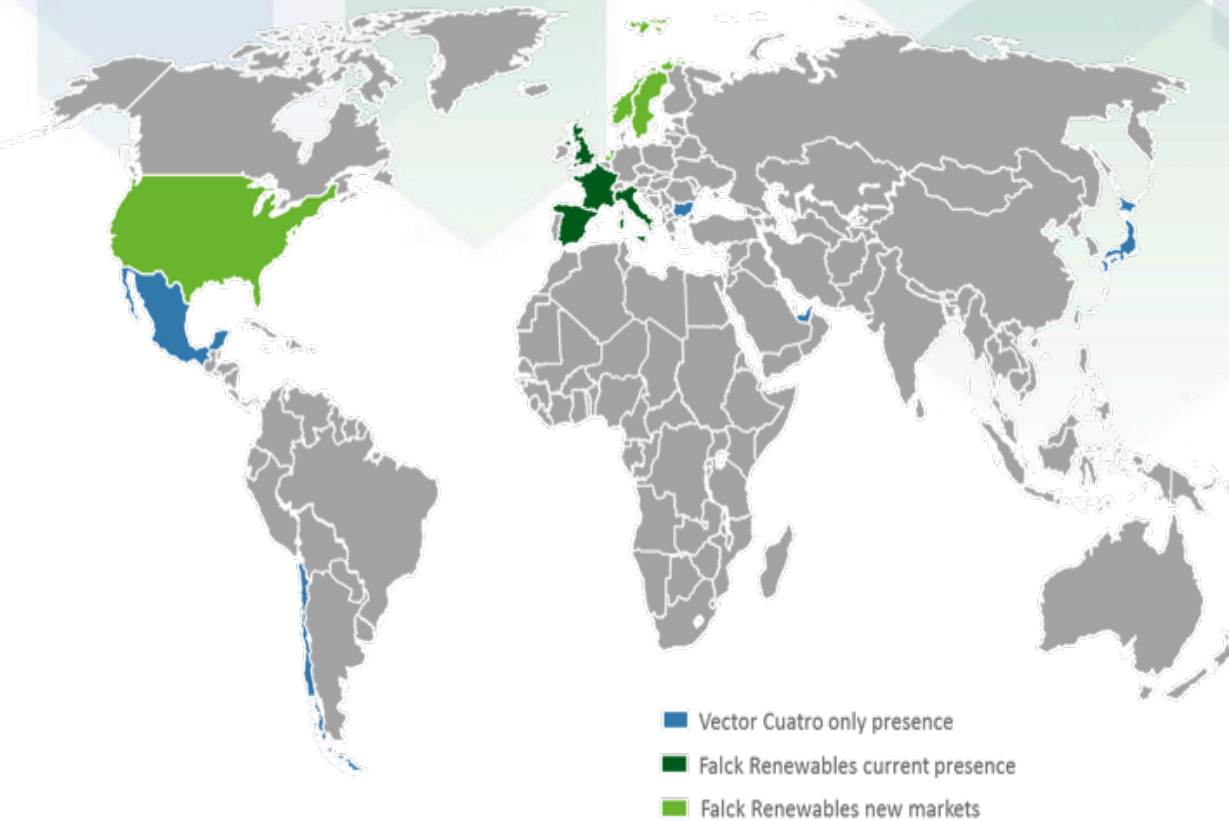 Vector Cuatro only presence
Falck Renewables current presence
Falck Renewables new markets